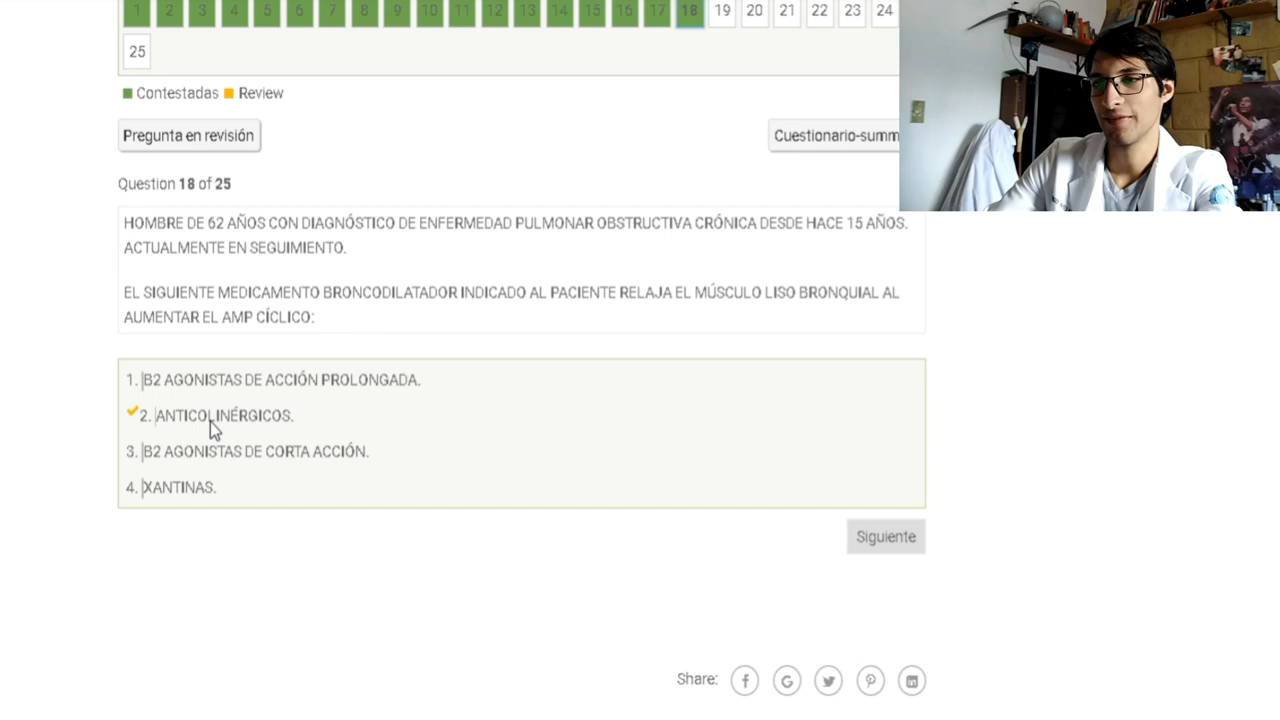 1 2 3 4 5 6 7 8 9 10 11 12 13 14 15 16 17 18 19 20 21 22 23 24
25
Contestadas Review
Pregunta en revisión Cuestionario-summ
Question 18 of 25
HOMBRE DE 62 AÑOS CON DIAGNÓSTICO DE ENFERMEDAD PULMONAR OBSTRUCTIVA CRÓNICA DESDE HACE 15 AÑOS.
ACTUALMENTE EN SEGUIMIENTO.
EL SIGUIENTE MEDICAMENTO BRONCODILATADOR INDICADO AL PACIENTE RELAJA EL MÚSCULO LISO BRONQUIAL AL
AUMENTAR EL AMP CÍCLICO:
1. B2 AGONISTAS DE ACCIÓN PROLONGADA.
2. ANTICOLINÉRGICOS.
3. B2 AGONISTAS DE CORTA ACCIÓN.
4. XANTINAS.
Siguiente
Share: